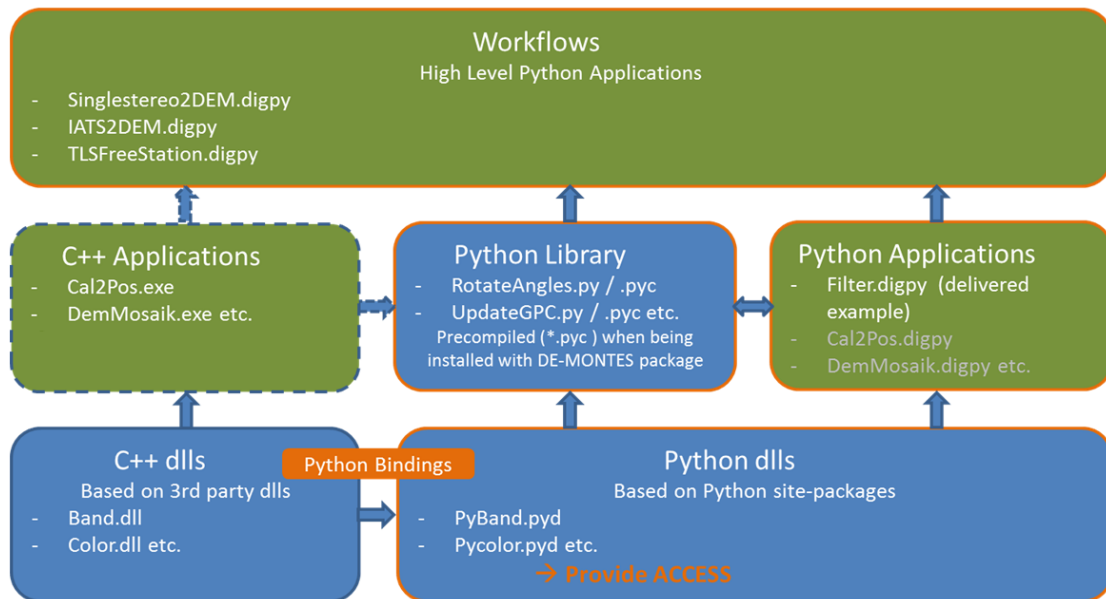 Workflows
High Level Python Applications
- Singlestereo2DEM.digpy
- IATS2DEM.digpy
- TLSFreeStation.digpy
C++ Applications
- Cal2Pos.exe
- DemMosaik.exe etc.
Python Library
- RotateAngles.py / .pyc
- UpdateGPC.py / .pyc etc.
Precompiled (*.pyc ) when being
installed with DE-MONTES package
Python Applications
- Filter.digpy (delivered
example)
- Cal2Pos.digpy
- DemMosaik.digpy etc.
C++ dlls
Based on 3rd party dlls
- Band.dll
- Color.dll etc.
Python Bindings
Python dlls
Based on Python site-packages
- PyBand.pyd
- Pycolor.pyd etc.
→ Provide ACCESS